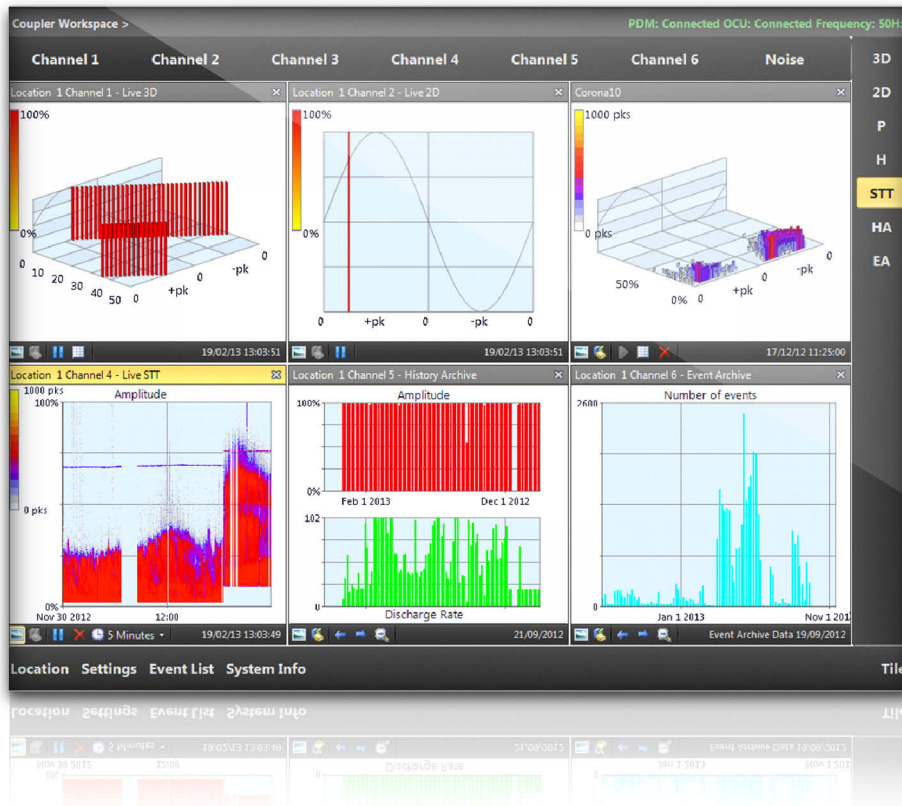 Coupler Workspace >
PDM: Connected OCU: Connected Frequency: 50Hz
Channel 1 Channel 2 Channel 3 Channel 4 Channel 5 Channel 6 Noise
3D
2D
P
H
STT
HA
EA
Location 1 Channel 1 - Live 3D
100%
0%
0 10 20 30 40 50 0 +pk 0 -pk 0
19/02/13 13:03:51
Location 1 Channel 2 - Live 2D
100%
0%
0 +pk 0 -pk 0
19/02/13 13:03:51
Corona10
1000 pks
0 pks
50% 0% 0 +pk 0 -pk 0
17/12/12 11:25:00
Location 1 Channel 4 - Live STT
1000 pks
Amplitude
100%
0 pks
0%
Nov 30 2012 12:00
5 Minutes
19/02/13 13:03:49
Location 1 Channel 5 - History Archive
Amplitude
100%
0%
Feb 1 2013 Dec 1 2012
102
0
Discharge Rate
21/09/2012
Location 1 Channel 6 - Event Archive
Number of events
2600
0
Jan 1 2013 Nov 1 201
Event Archive Data 19/09/2012
Location Settings Event List System Info
Tile